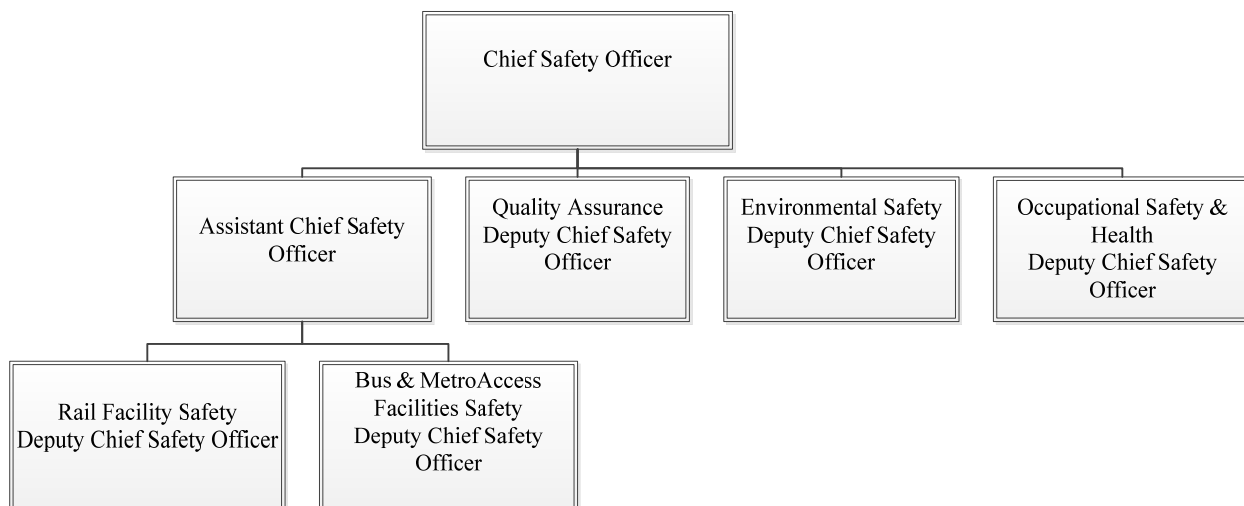 Chief Safety Officer
Assistant Chief Safety
Officer
Quality Assurance
Deputy Chief Safety
Officer
Environmental Safety
Deputy Chief Safety
Officer
Occupational Safety &
Health
Deputy Chief Safety
Officer
Rail Facility Safety
Deputy Chief Safety Officer
Bus & MetroAccess
Facilities Safety
Deputy Chief Safety
Officer